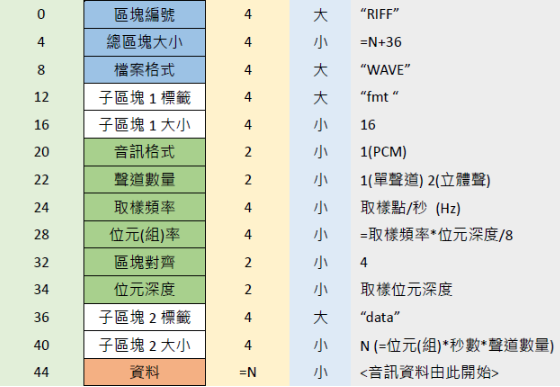 0 區塊編號 4 大 “RIFF”
4 總區塊大小 4 小 =N+36
8 檔案格式 4 大 “WAVE”
12 子區塊 1 標籤 4 大 “fmt “
16 子區塊 1 大小 4 小 16
20 音訊格式 2 小 1(PCM)
22 聲道數量 2 小 1(單聲道) 2(立體聲)
24 取樣頻率 4 小 取樣點/秒 (Hz)
28 位元(組)率 4 小 =取樣頻率*位元深度/8
32 區塊對齊 2 小 4
34 位元深度 2 小 取樣位元深度
36 子區塊 2 標籤 4 大 “data”
40 子區塊 2 大小 4 小 N (=位元(組)*秒數*聲道數量)
44 資料 =N 小 <音訊資料由此開始>